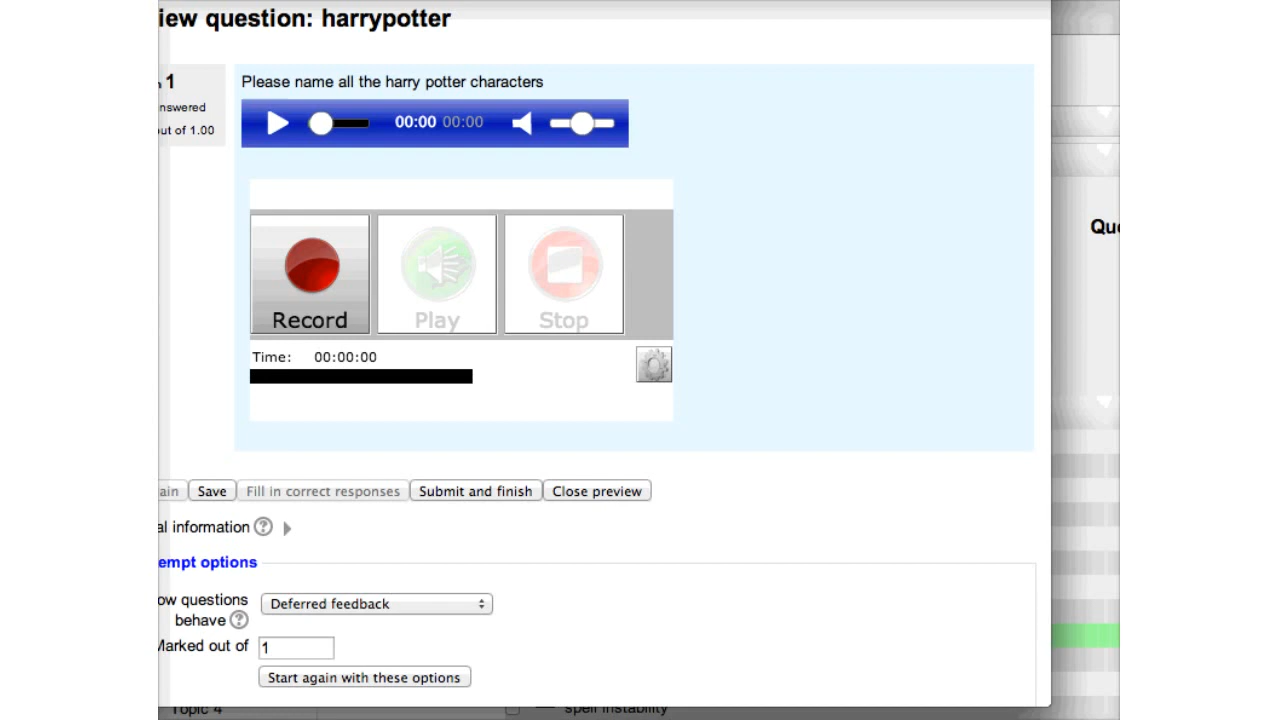 iew question: harrypotter
1
nswered
ut of 1.00
Please name all the harry potter characters
00:00 00:00
Record
Play
Stop
Time: 00:00:00
ain
Save
Fill in correct responses
Submit and finish
Close preview
al information ?
empt options
ow questions
behave ?
Deferred feedback
Marked out of
1
Start again with these options
Que
Topic 4
spell instability